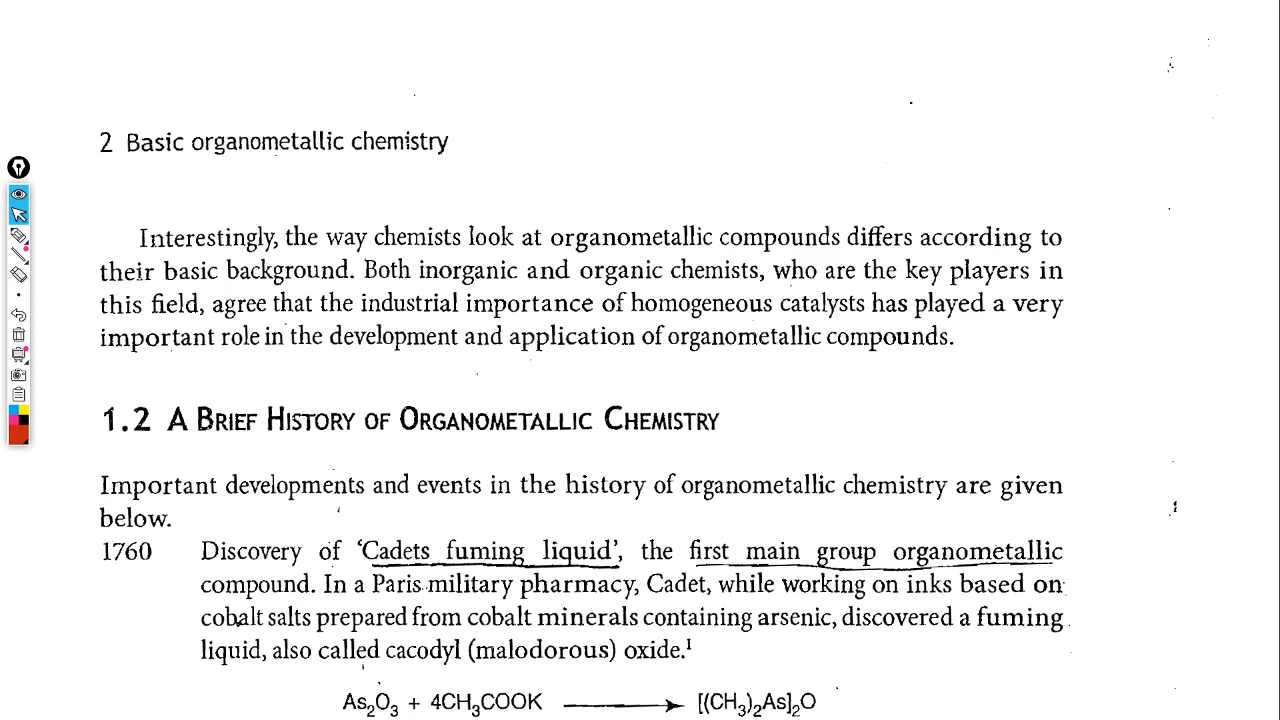 2 Basic organometallic chemistry
Interestingly, the way chemists look at organometallic compounds differs according to
their basic background. Both inorganic and organic chemists, who are the key players in
this field, agree that the industrial importance of homogeneous catalysts has played a very
important role in the development and application of organometallic compounds.
1.2 A BRIEF HISTORY OF ORGANOMETALLIC CHEMISTRY
Important developments and events in the history of organometallic chemistry are given
below.
1760 Discovery of ‘Cadets fuming liquid’, the first main group organometallic
compound. In a Paris military pharmacy, Cadet, while working on inks based on
cobalt salts prepared from cobalt minerals containing arsenic, discovered a fuming
liquid, also called cacodyl (malodorous) oxide.¹
As₂O₃ + 4CH₃COOK ⟶ [(CH₃)₂As]₂O